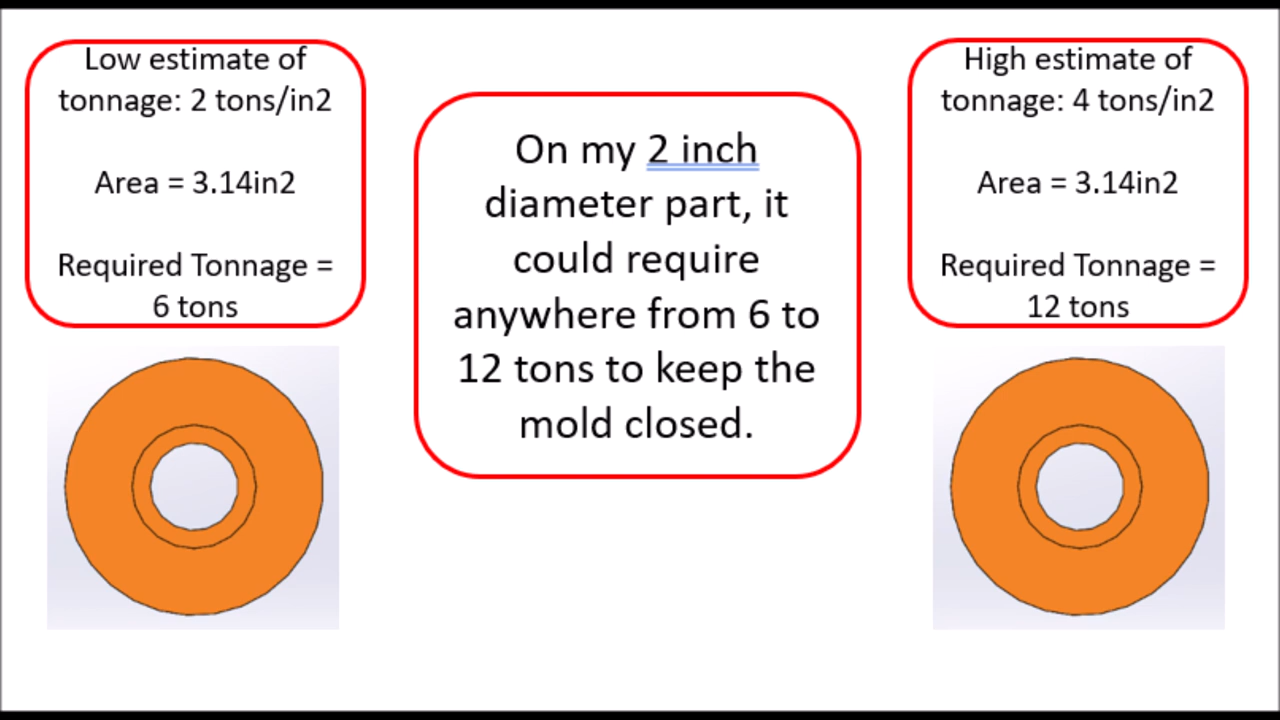 Low estimate of
tonnage: 2 tons/in2
Area = 3.14in2
Required Tonnage =
6 tons
On my 2 inch
diameter part, it
could require
anywhere from 6 to
12 tons to keep the
mold closed.
High estimate of
tonnage: 4 tons/in2
Area = 3.14in2
Required Tonnage =
12 tons